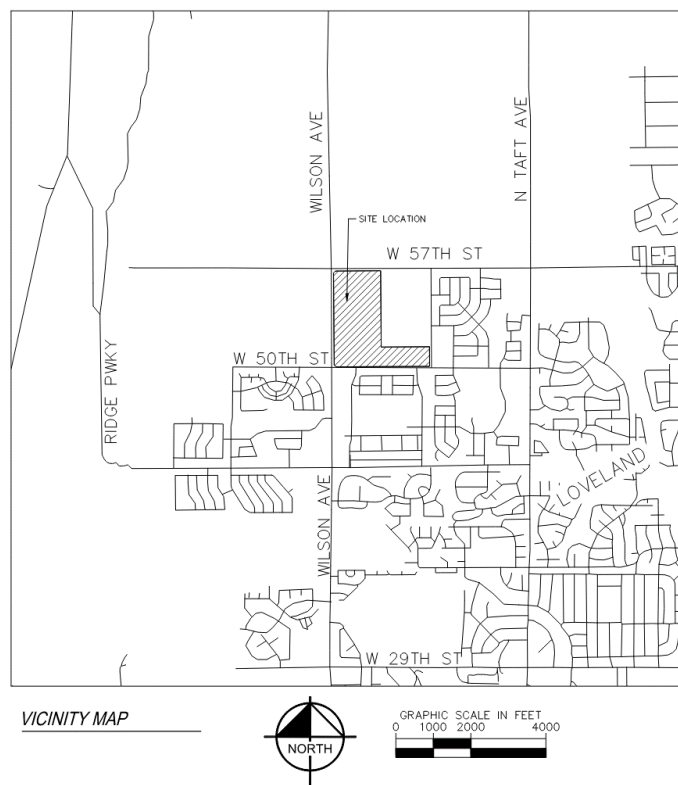 WILSON AVE
N TAFT AVE
SITE LOCATION
W 57TH ST
W 50TH ST
RIDGE PWKY
LOVELAND
WILSON AVE
W 29TH ST
VICINITY MAP
NORTH
GRAPHIC SCALE IN FEET
0 1000 2000 4000